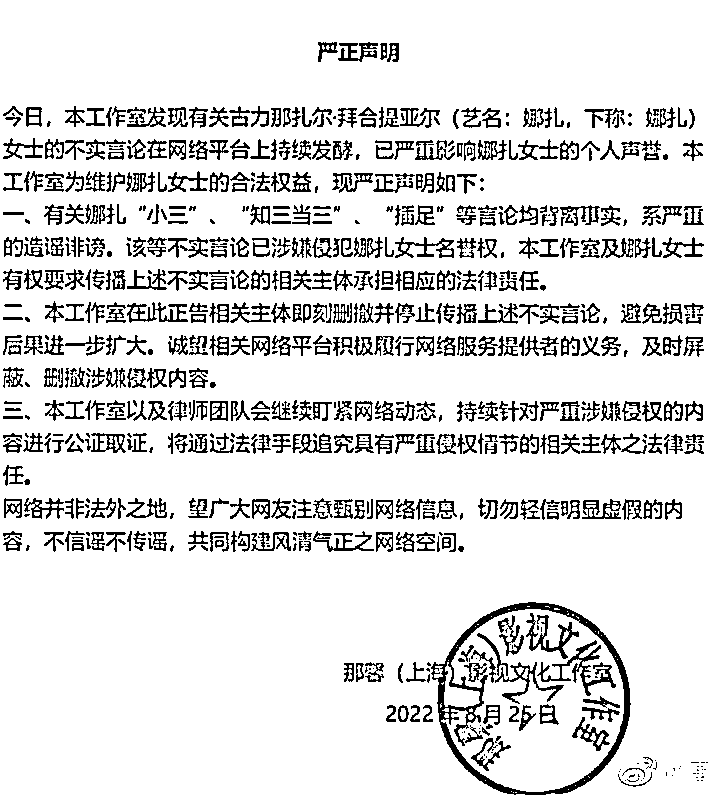 严正声明
今日，本工作室发现有关古力那扎尔·拜合提亚尔（艺名：娜扎，下称：娜扎）
女士的不实言论在网络平台上持续发酵，已严重影响娜扎女士的个人声誉。本
工作室为维护娜扎女士的合法权益，现严正声明如下：
一、有关娜扎“小三”、“知三当三”、“插足”等言论均背离事实，系严重
的造谣诽谤。该等不实言论已涉嫌侵犯娜扎女士名誉权，本工作室及娜扎女士
有权要求传播上述不实言论的相关主体承担相应的法律责任。
二、本工作室在此正告相关主体即刻删撤并停止传播上述不实言论，避免损害
后果进一步扩大。诚望相关网络平台积极履行网络服务提供者的义务，及时屏
蔽、删撤涉嫌侵权内容。
三、本工作室以及律师团队会继续盯紧网络动态，持续针对严重涉嫌侵权的内
容进行公证取证，将通过法律手段追究具有严重侵权情节的相关主体之法律责
任。
网络并非法外之地，望广大网友注意甄别网络信息，切勿轻信明显虚假的内
容，不信谣不传谣，共同构建风清气正之网络空间。
那容（上海）影视文化工作室
2022 年 8 月 25 日
那容（上海）影视文化工作室